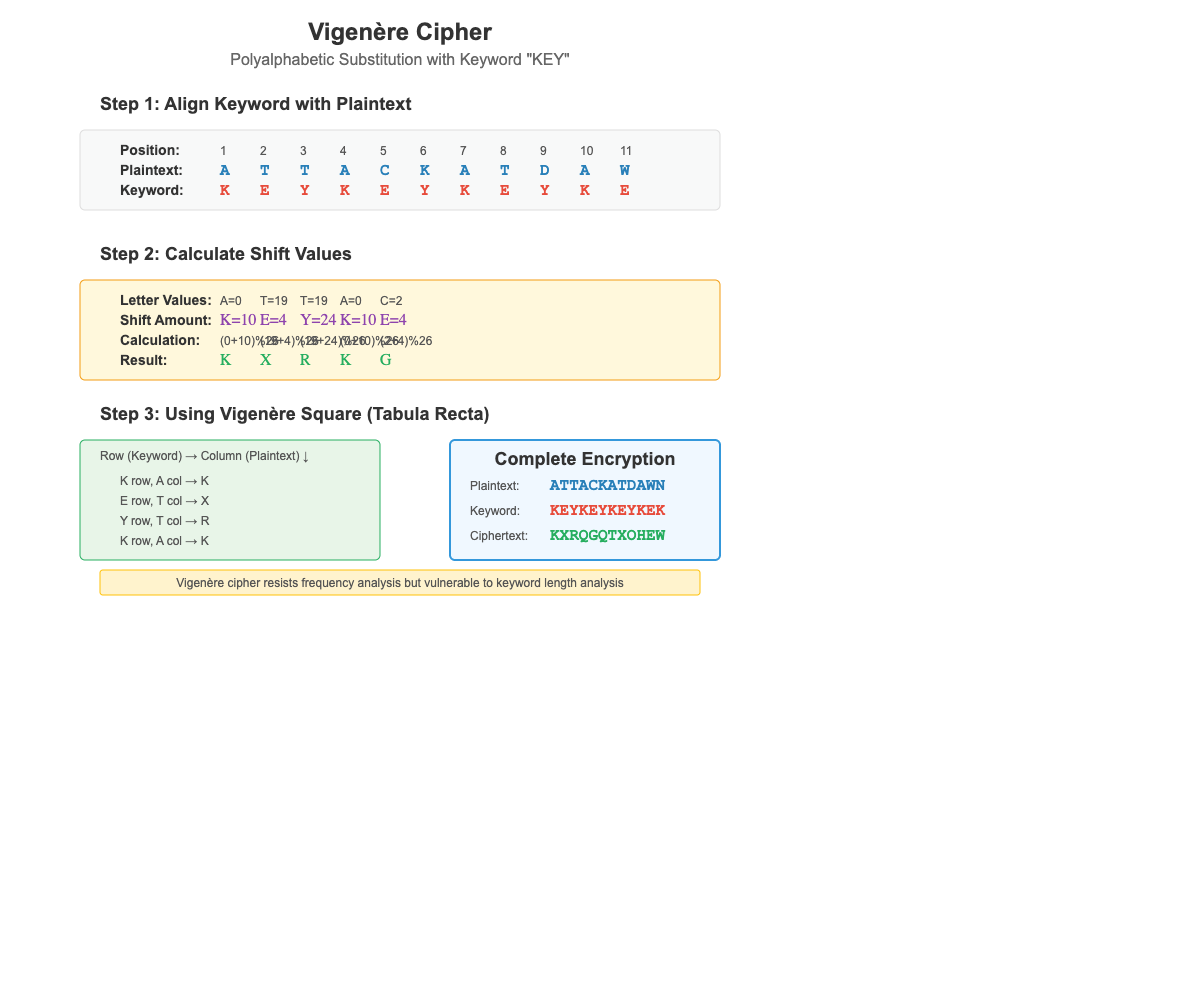 Vigenère Cipher
Polyalphabetic Substitution with Keyword "KEY"
Step 1: Align Keyword with Plaintext
Position: 1 2 3 4 5 6 7 8 9 10 11
Plaintext: A T T A C K A T D A W
Keyword: K E Y K E Y K E Y K E
Step 2: Calculate Shift Values
Letter Values: A=0 T=19 T=19 A=0 C=2
Shift Amount: K=10 E=4 Y=24 K=10 E=4
Calculation: (0+10)%26 (19+4)%26 (19+24)%26 (0+10)%26 (2+4)%26
Result: K X R K G
Step 3: Using Vigenère Square (Tabula Recta)
Row (Keyword) → Column (Plaintext) ↓
K row, A col → K
E row, T col → X
Y row, T col → R
K row, A col → K
Complete Encryption
Plaintext: ATTACKATDAWN
Keyword: KEYKEYKEYKEK
Ciphertext: KXRQGQTXOHEW
Vigenère cipher resists frequency analysis but vulnerable to keyword length analysis